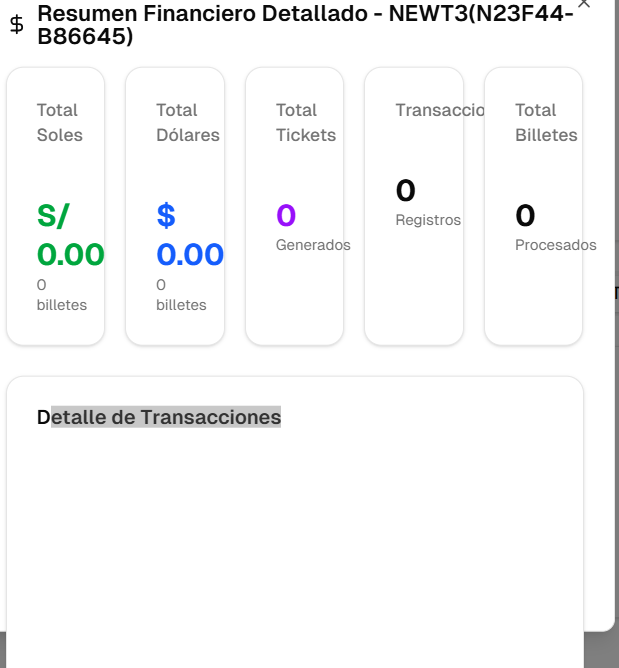 $ Resumen Financiero Detallado - NEWT3(N23F44-
B86645)
Total
Soles
S/
0.00
0
billetes
Total
Dólares
$
0.00
0
billetes
Total
Tickets
0
Generados
Transaccio
0
Registros
Total
Billetes
0
Procesados
Detalle de Transacciones